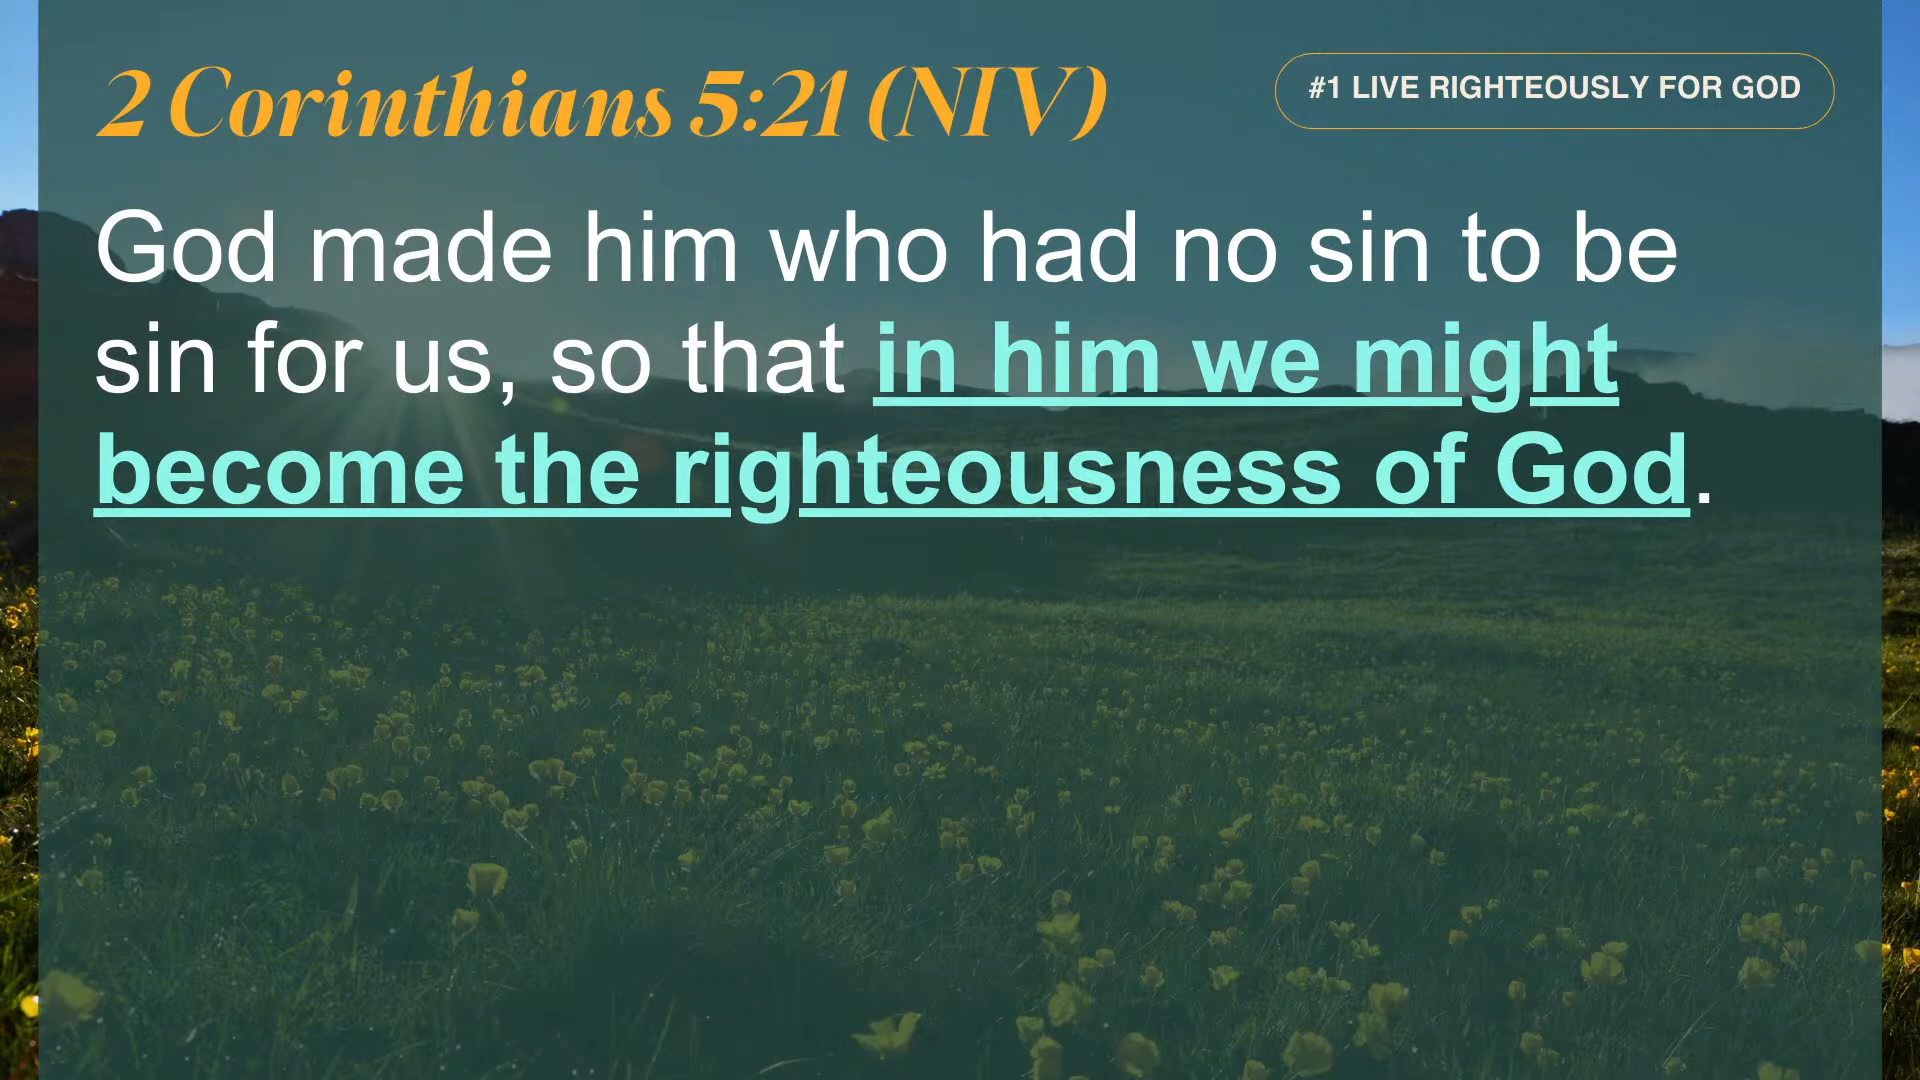 2 Corinthians 5:21 (NIV)
#1 LIVE RIGHTEOUSLY FOR GOD
God made him who had no sin to be
sin for us, so that in him we might
become the righteousness of God.